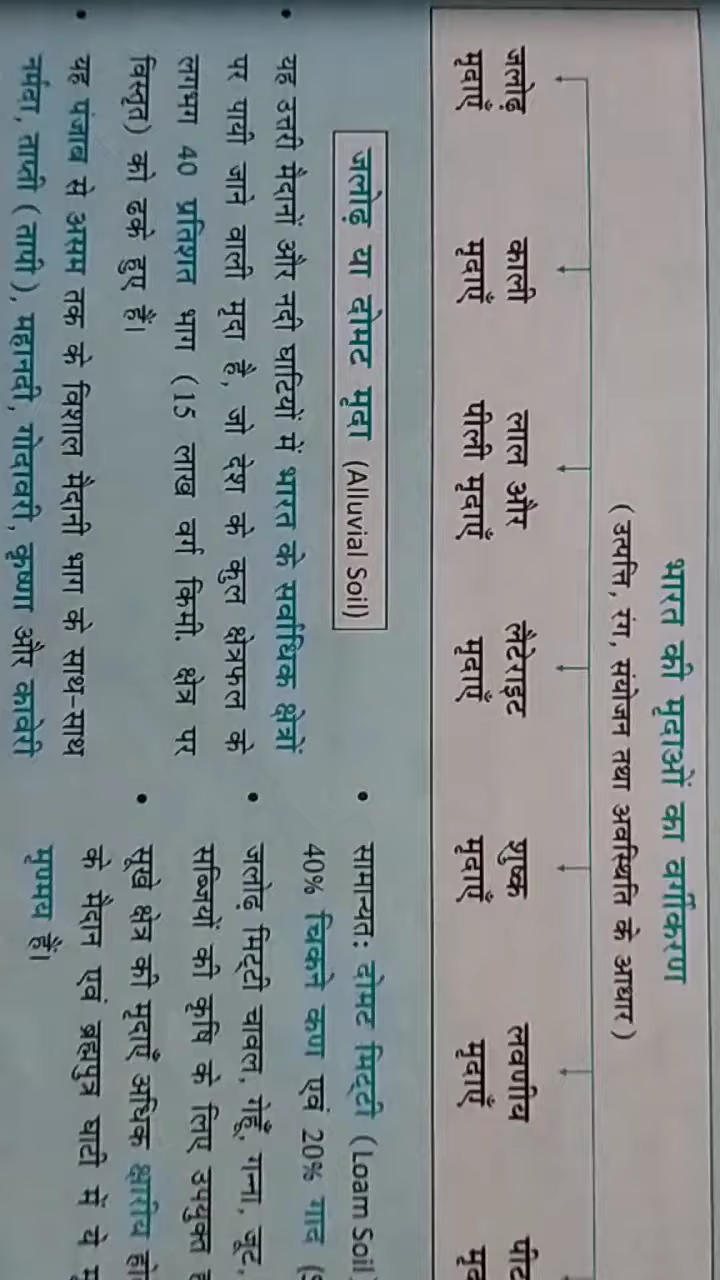 भारत की मृदाओं का वर्गीकरण
(उत्पत्ति, रंग, संयोजन तथा अवस्थिति के आधार)
जलोढ़ मृदाएँ
काली मृदाएँ
लाल और पीली मृदाएँ
लैटेराइट मृदाएँ
शुष्क मृदाएँ
लवणीय मृदाएँ
जलोढ़ या दोमट मृदा (Alluvial Soil)
• यह उत्तरी मैदानों और नदी घाटियों में भारत के सर्वाधिक क्षेत्रों
पर पायी जाने वाली मृदा है, जो देश के कुल क्षेत्रफल के
लगभग 40 प्रतिशत भाग (15 लाख वर्ग किमी. क्षेत्र पर
विस्तृत) को ढके हुए हैं।
• यह पंजाब से असम तक के विशाल मैदानी भाग के साथ-साथ
नर्मदा, ताप्ती (तापी), महानदी, गोदावरी, कृष्णा और कावेरी
• सामान्यतः दोमट मिट्टी (Loam Soil)
40% चिकने कण एवं 20% गाद
• जलोढ़ मिट्टी चावल, गेहूँ, गन्ना, जूट,
सब्जियों की कृषि के लिए उपयुक्त
• सूखे क्षेत्र की मृदाएँ अधिक क्षारीय
के मैदान एवं ब्रह्मपुत्र घाटी में ये
मृण्मय हैं।